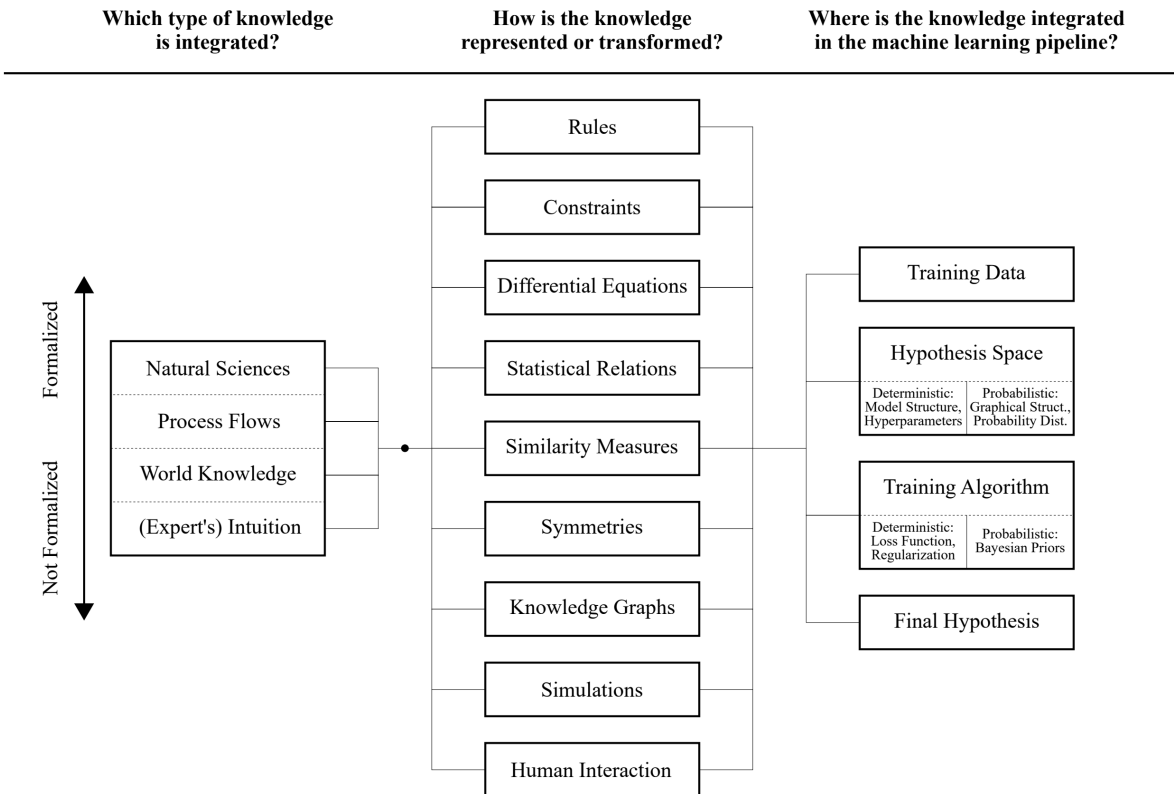 Which type of knowledge
is integrated?
How is the knowledge
represented or transformed?
Where is the knowledge integrated
in the machine learning pipeline?
Formalized
Not Formalized
Natural Sciences
Process Flows
World Knowledge
(Expert's) Intuition
Rules
Constraints
Differential Equations
Statistical Relations
Similarity Measures
Symmetries
Knowledge Graphs
Simulations
Human Interaction
Training Data
Hypothesis Space
Deterministic:
Model Structure,
Hyperparameters
Probabilistic:
Graphical Struct.,
Probability Dist.
Training Algorithm
Deterministic:
Loss Function,
Regularization
Probabilistic:
Bayesian Priors
Final Hypothesis